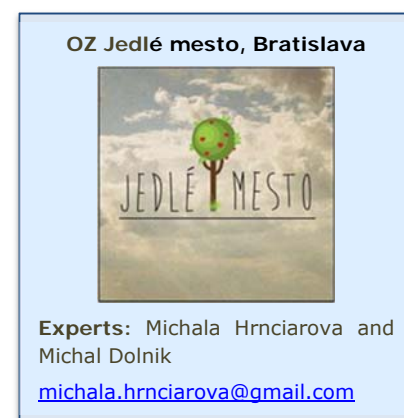 OZ Jedlé mesto, Bratislava
JEDLÉ MESTO
Experts: Michala Hrnciarova and
Michal Dolnik
michala.hrnciarova@gmail.com